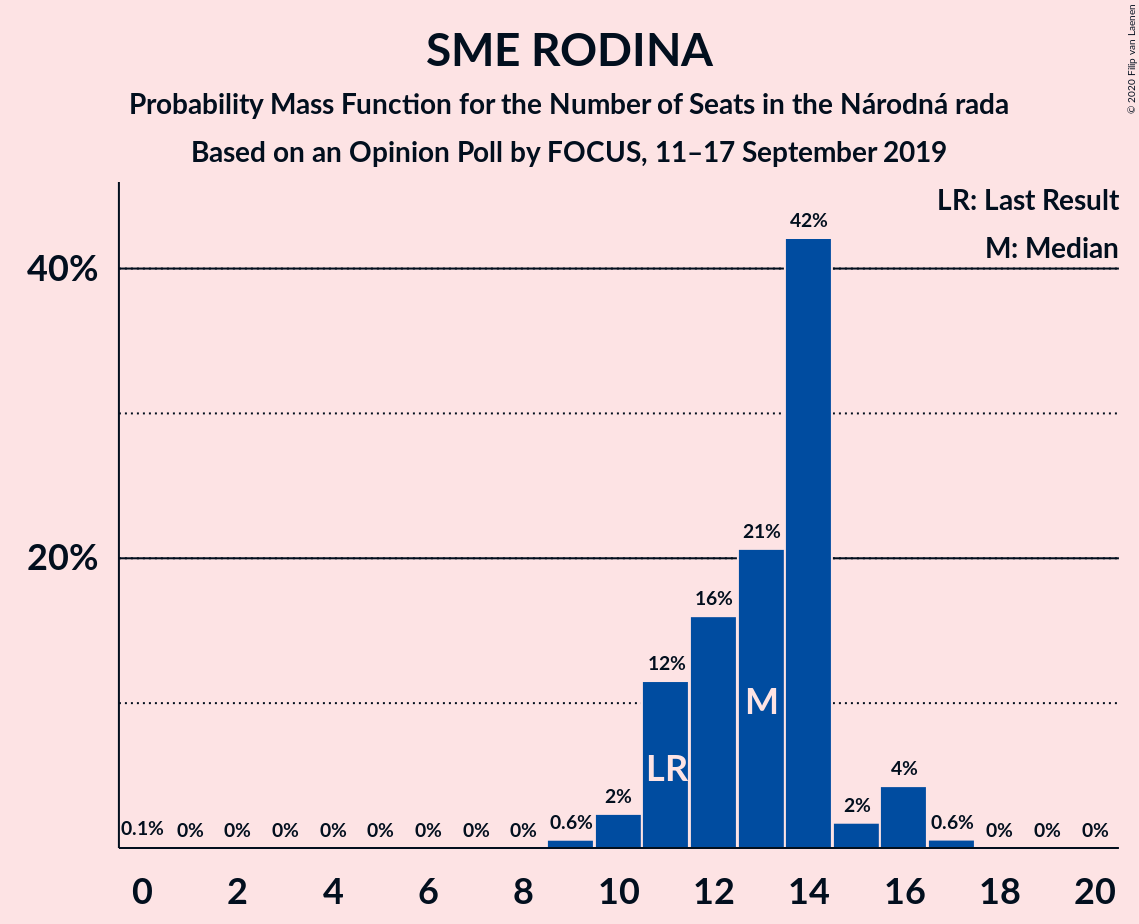 SME RODINA
Probability Mass Function for the Number of Seats in the Národná rada
Based on an Opinion Poll by FOCUS, 11–17 September 2019
© 2020 Filip van Laenen
LR: Last Result
M: Median
40%
20%
0.1% 0% 0% 0% 0% 0% 0% 0% 0% 0.6% 2% 12% 16% 21% 42% 2% 4% 0.6% 0% 0% 0%
LR
M
0 2 4 6 8 10 12 14 16 18 20